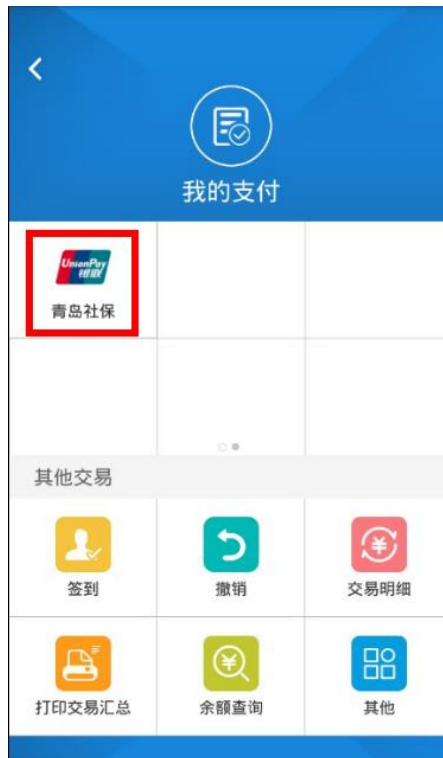 我的支付
UnionPay
银联
青岛社保
其他交易
签到
撤销
交易明细
打印交易汇总
余额查询
其他